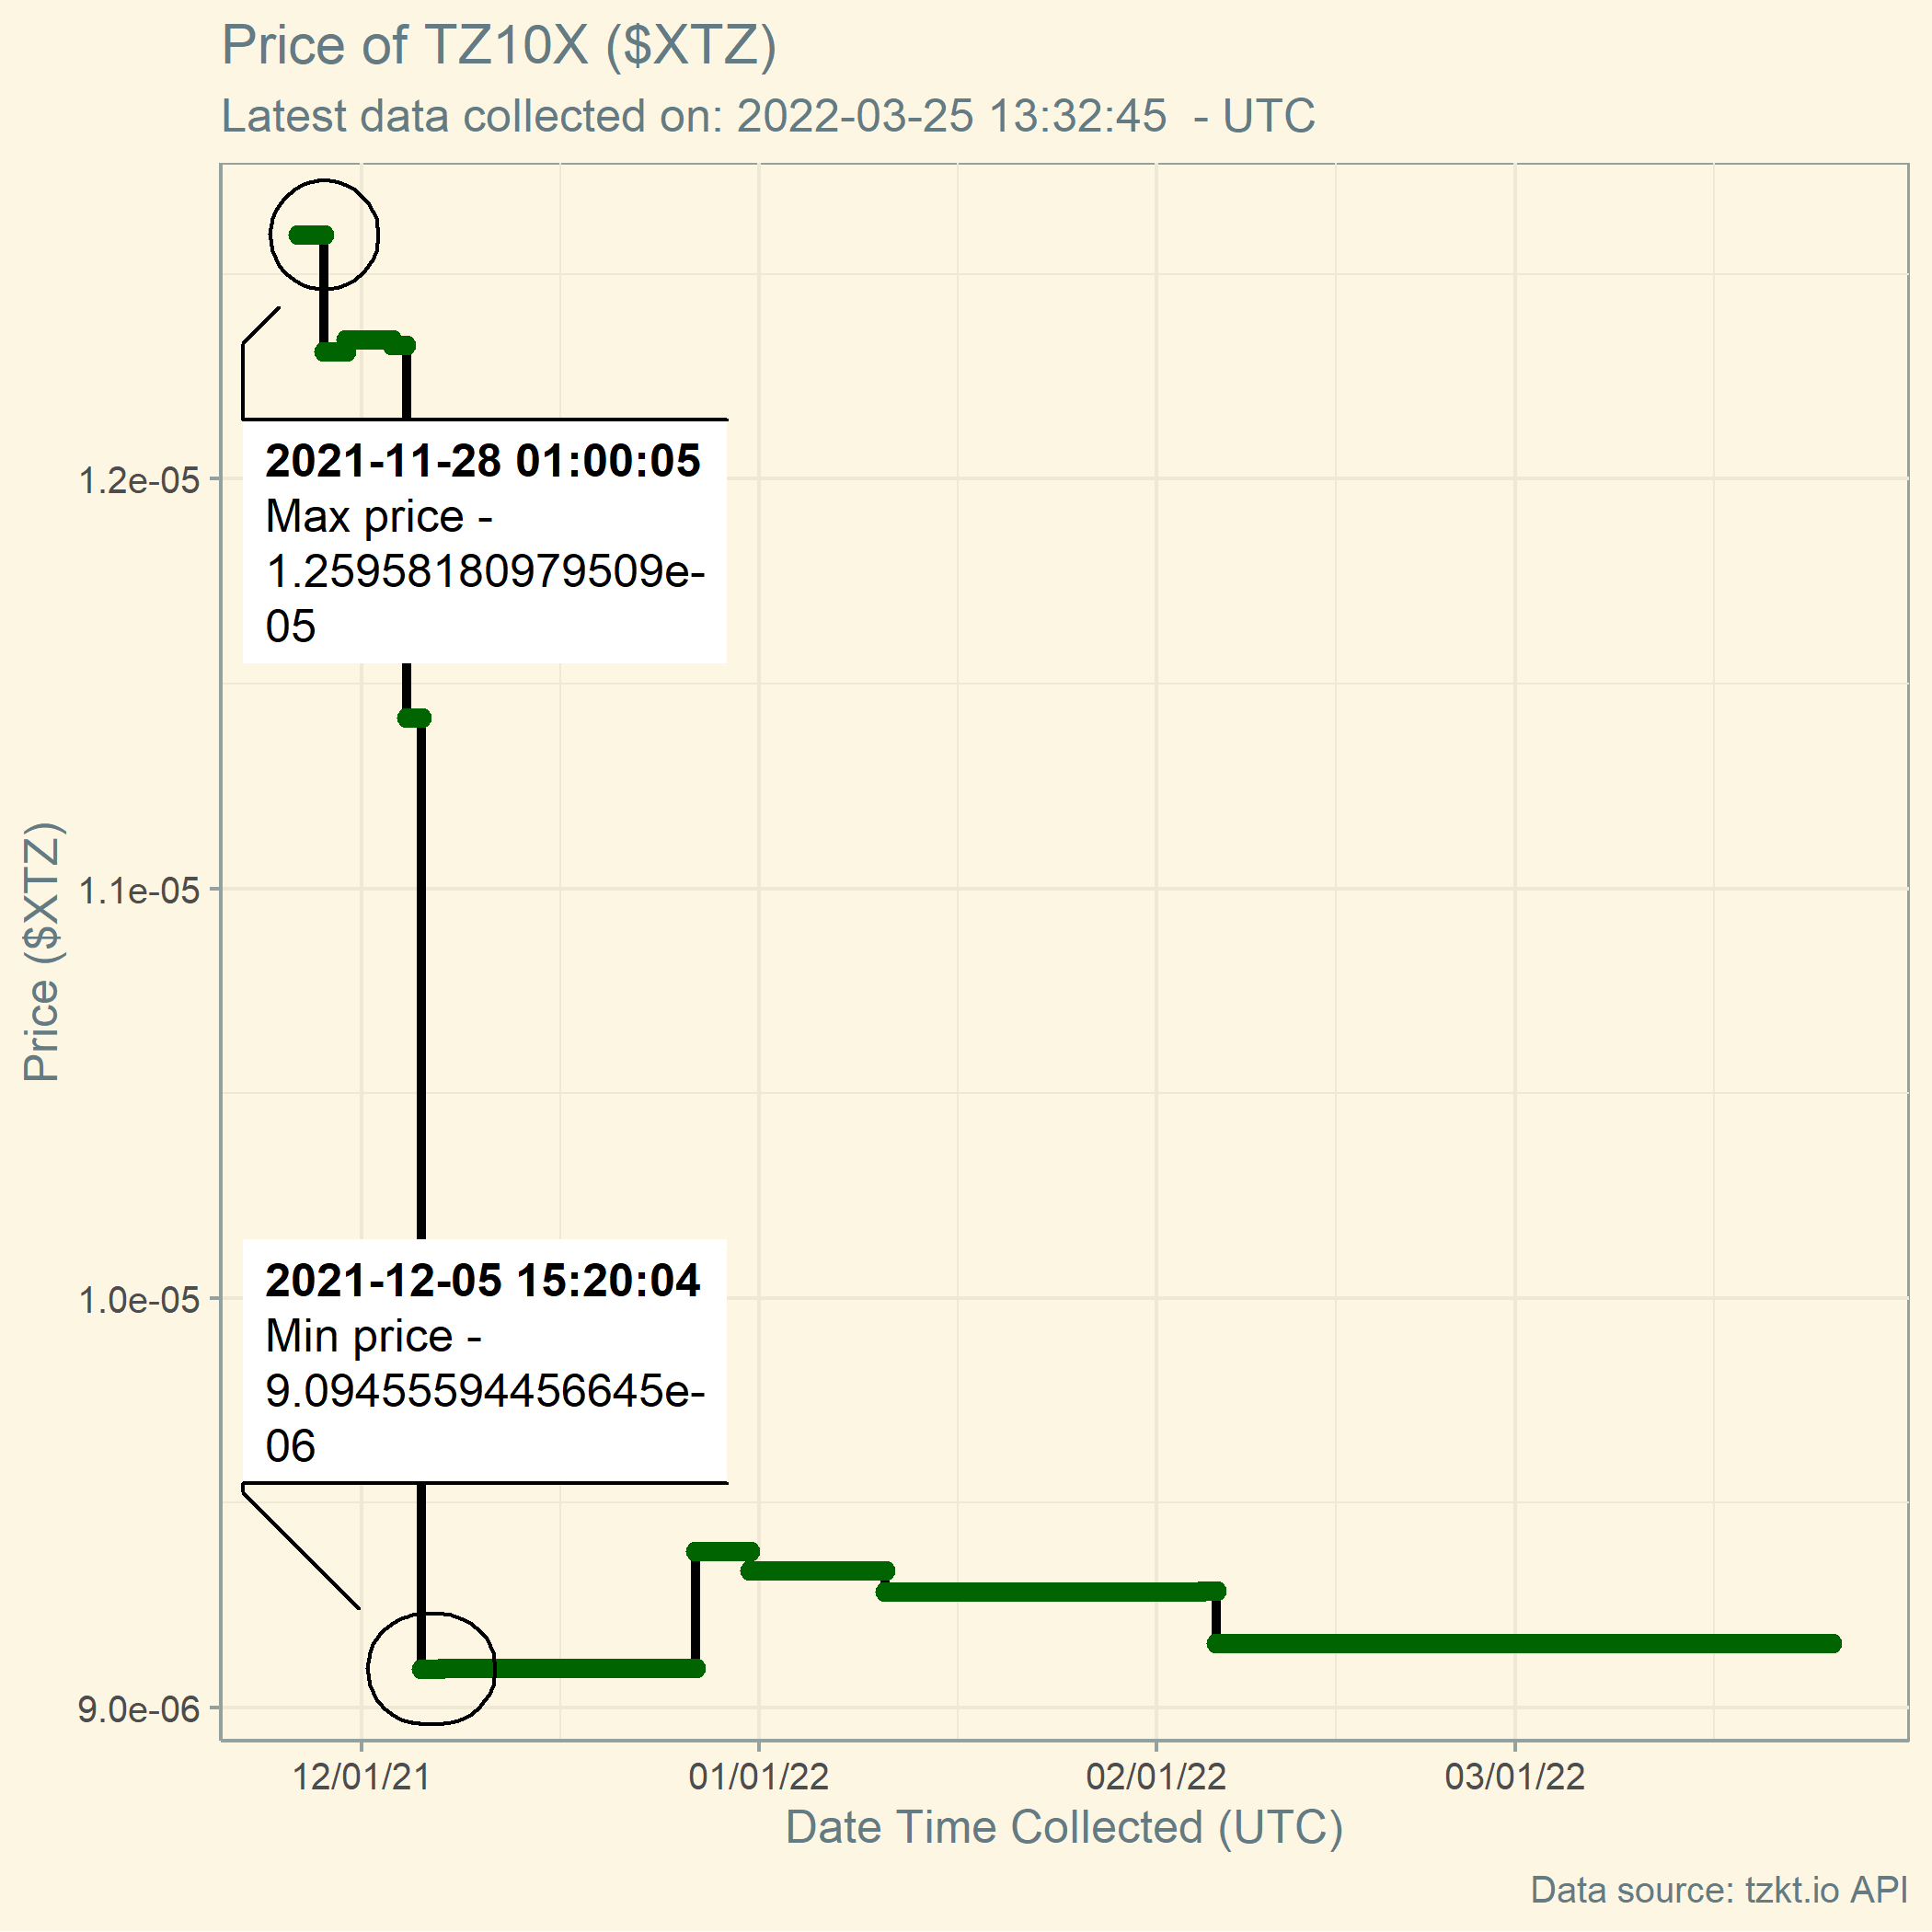 Price of TZ10X ($XTZ)
Latest data collected on: 2022-03-25 13:32:45  - UTC
2021-11-28 01:00:05
Max price -
1.25958180979509e-
05
2021-12-05 15:20:04
Min price -
9.09455594456645e-
06
Price ($XTZ)
1.2e-05
1.1e-05
1.0e-05
9.0e-06
12/01/21
01/01/22
02/01/22
03/01/22
Date Time Collected (UTC)
Data source: tzkt.io API